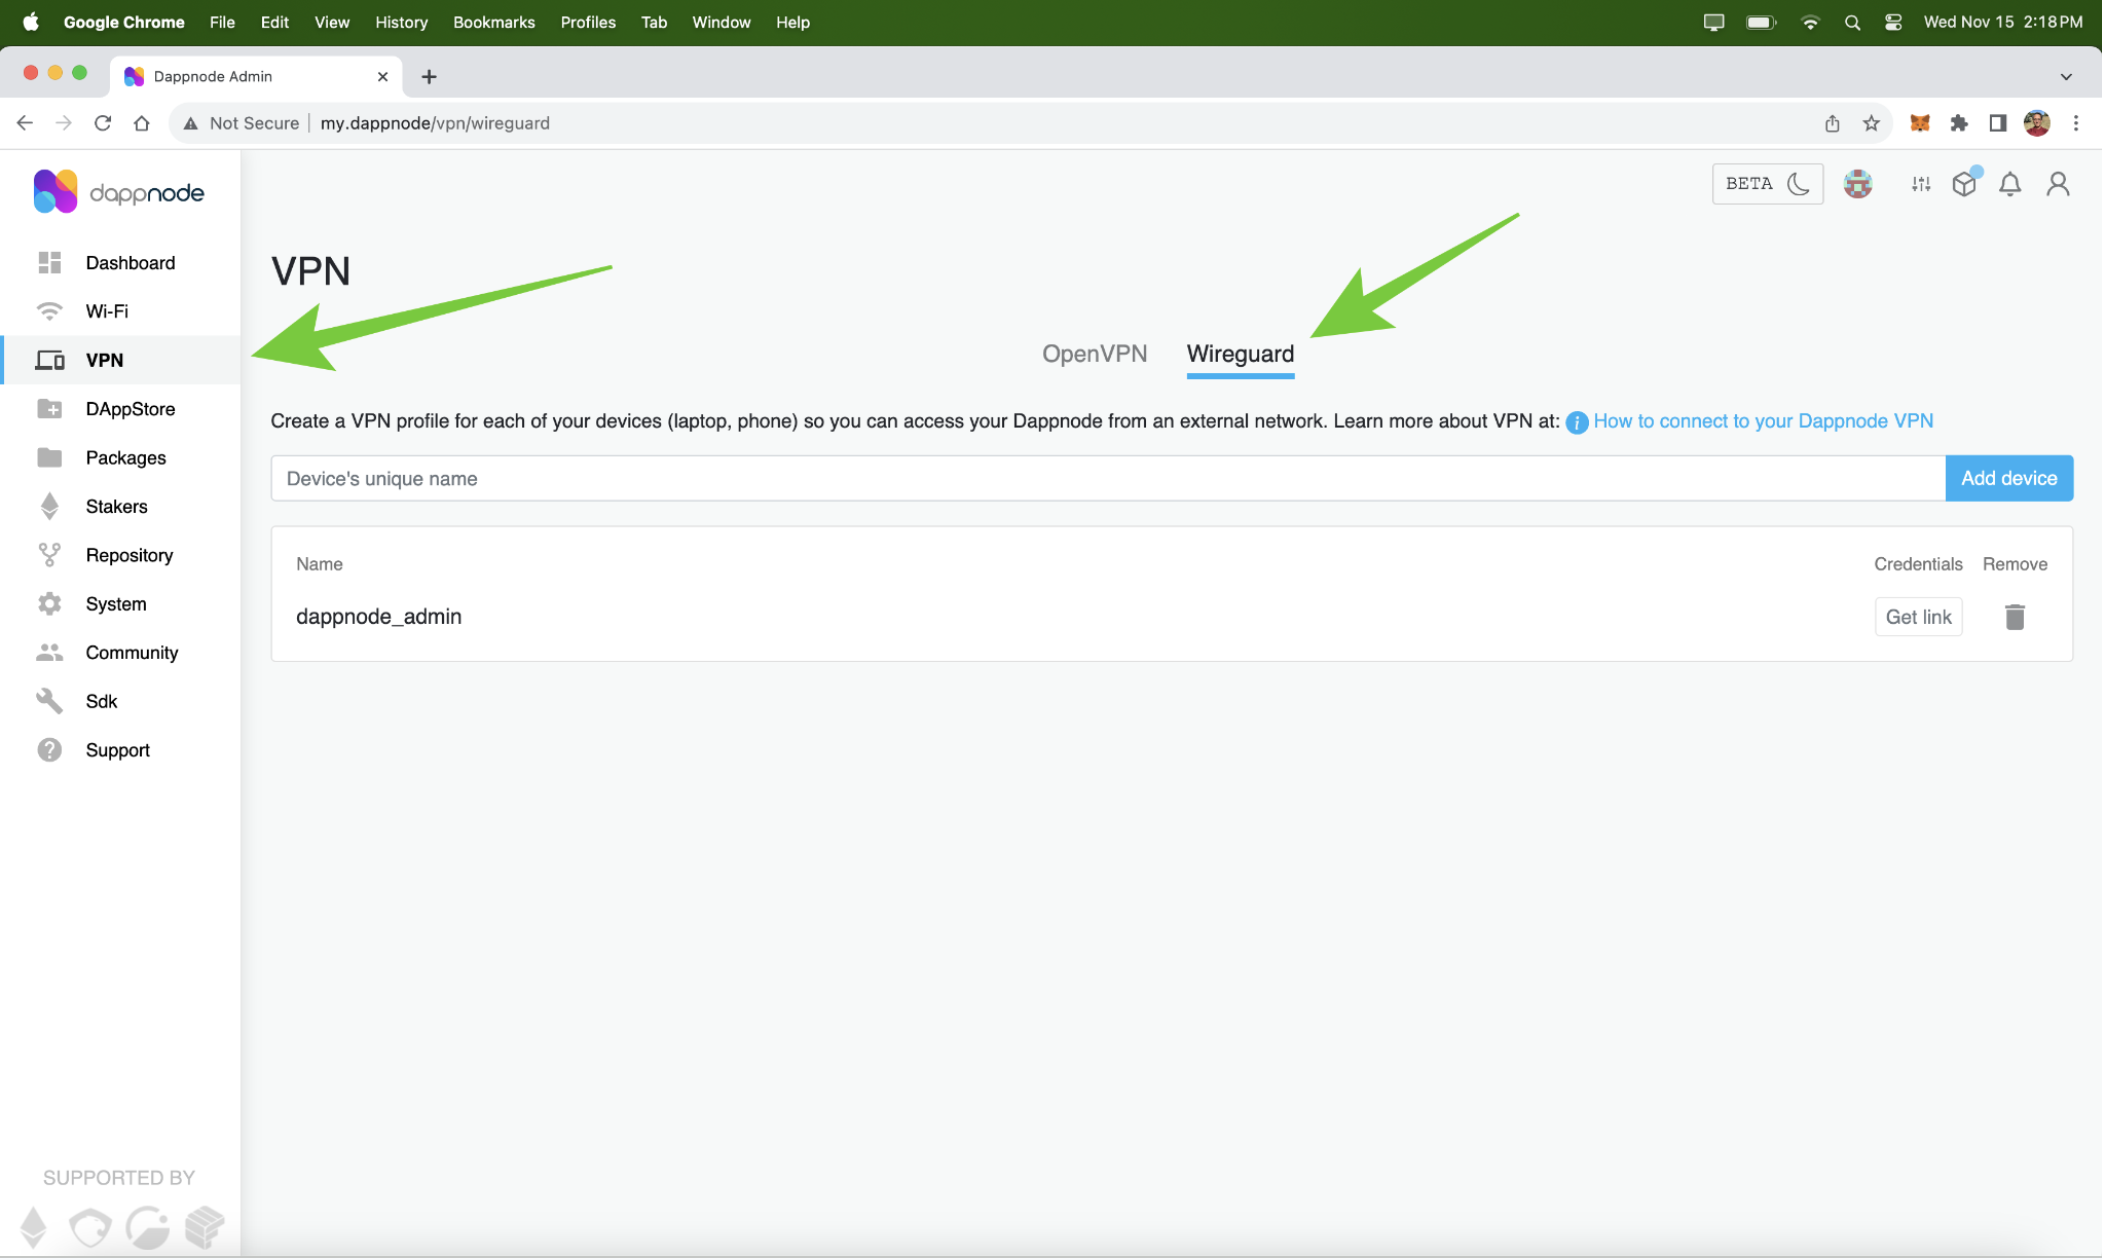 Google Chrome File Edit View History Bookmarks Profiles Tab Window Help Wed Nov 15 2:18 PM
Dappnode Admin
Not Secure my.dappnode/vpn/wireguard
dappnode
BETA
Dashboard
Wi-Fi
VPN
DAppStore
Packages
Stakers
Repository
System
Community
Sdk
Support
SUPPORTED BY
VPN
OpenVPN Wireguard
Create a VPN profile for each of your devices (laptop, phone) so you can access your Dappnode from an external network. Learn more about VPN at: How to connect to your Dappnode VPN
Device's unique name Add device
Name Credentials Remove
dappnode_admin Get link